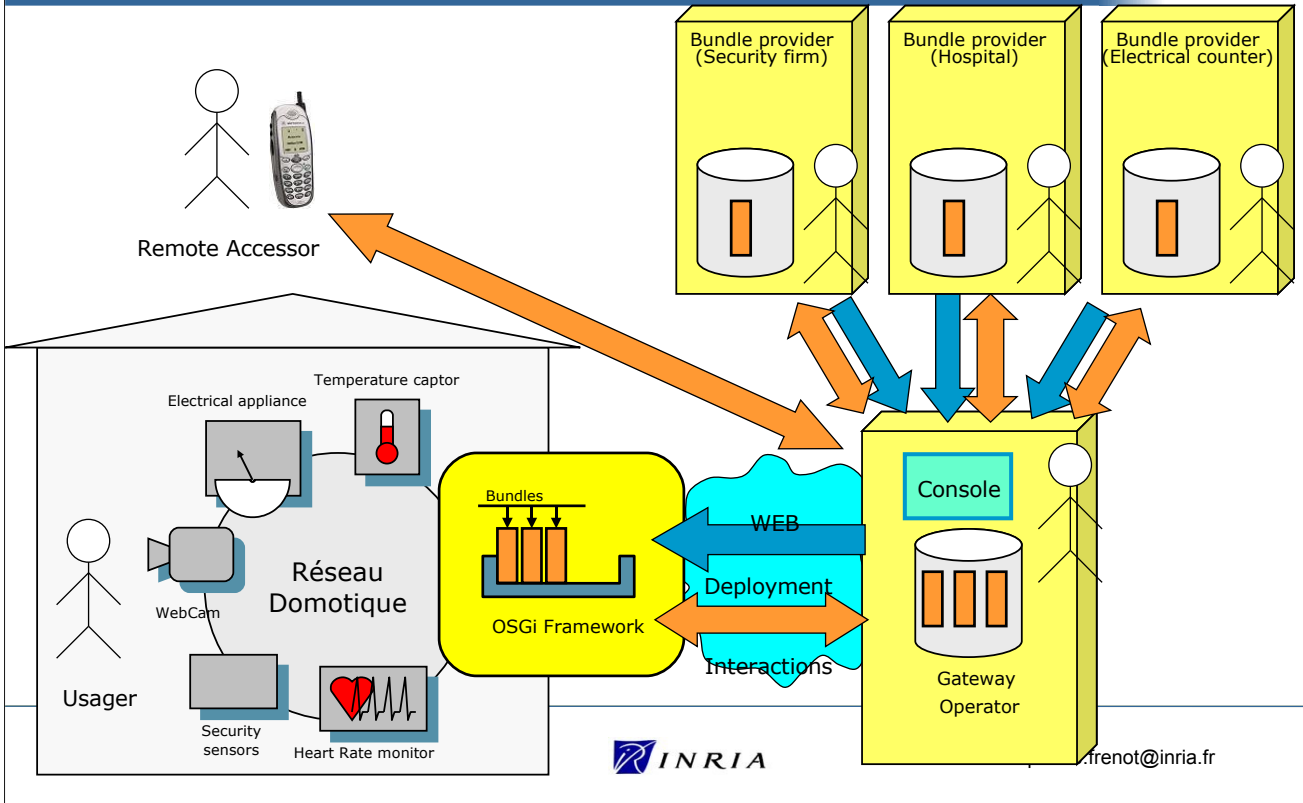 Bundle provider
(Security firm)
Bundle provider
(Hospital)
Bundle provider
(Electrical counter)
Remote Accessor
Temperature captor
Electrical appliance
Console
Bundles
WEB
Réseau
Domotique
Deployment
WebCam
OSGi Framework
Interactions
Gateway
Operator
Usager
Security
sensors
Heart Rate monitor
INRIA
.frenot@inria.fr